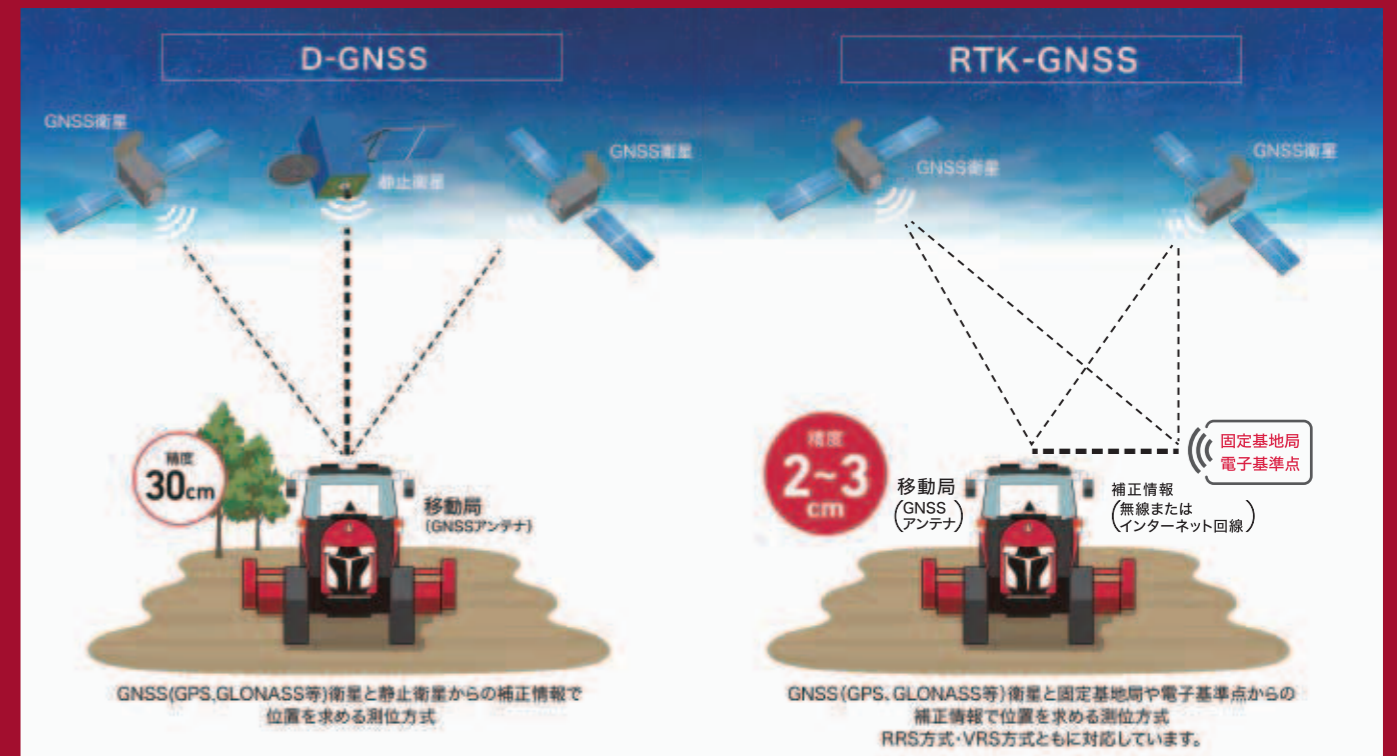 D-GNSS
GNSS衛星
静止衛星
GNSS衛星
精度
30cm
移動局
(GNSSアンテナ)
GNSS(GPS,GLONASS等)衛星と静止衛星からの補正情報で
位置を求める測位方式
RTK-GNSS
GNSS衛星
GNSS衛星
精度
2~3
cm
移動局
(GNSS
アンテナ)
固定基地局
電子基準点
補正情報
(無線または
インターネット回線)
GNSS(GPS、GLONASS等)衛星と固定基地局や電子基準点からの
補正情報で位置を求める測位方式
RRS方式・VRS方式ともに対応しています。